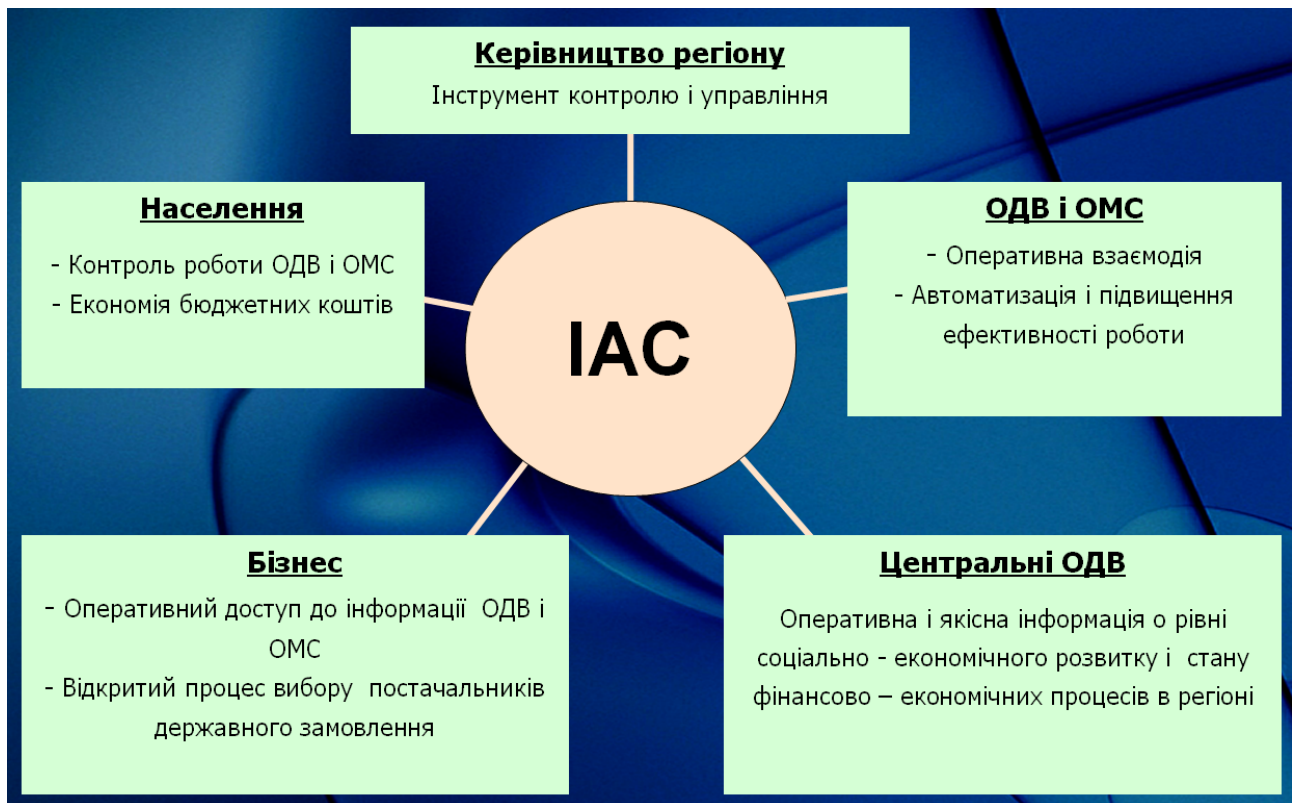 Керівництво регіону
Інструмент контролю і управління
Населення
- Контроль роботи ОДВ і ОМС
- Економія бюджетних коштів
ОДВ і ОМС
- Оперативна взаємодія
- Автоматизація і підвищення
ефективності роботи
ІАС
Бізнес
- Оперативний доступ до інформації ОДВ і
ОМС
- Відкритий процес вибору постачальників
державного замовлення
Центральні ОДВ
Оперативна і якісна інформація о рівні
соціально - економічного розвитку і стану
фінансово – економічних процесів в регіоні